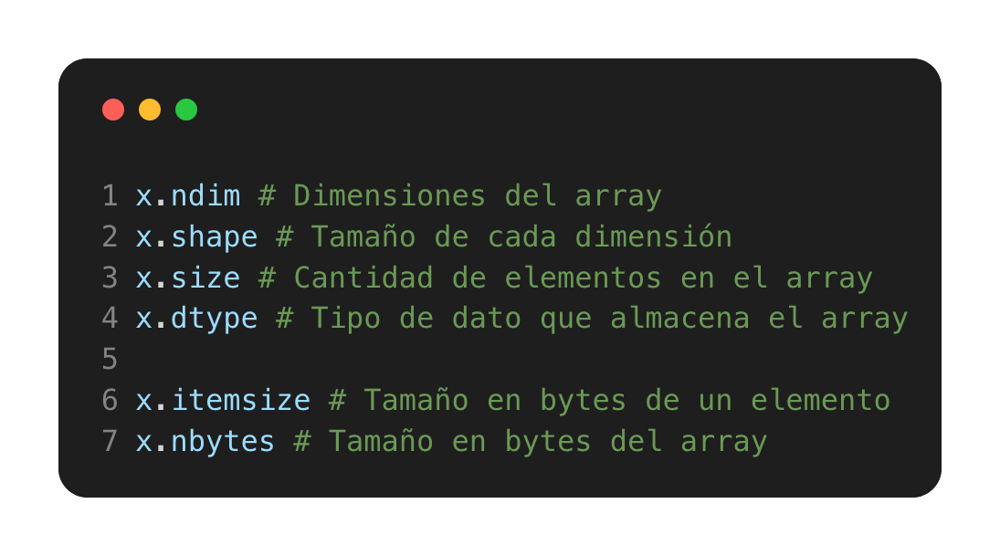 1 x.ndim # Dimensiones del array
2 x.shape # Tamaño de cada dimensión
3 x.size # Cantidad de elementos en el array
4 x.dtype # Tipo de dato que almacena el array
5
6 x.itemsize # Tamaño en bytes de un elemento
7 x.nbytes # Tamaño en bytes del array